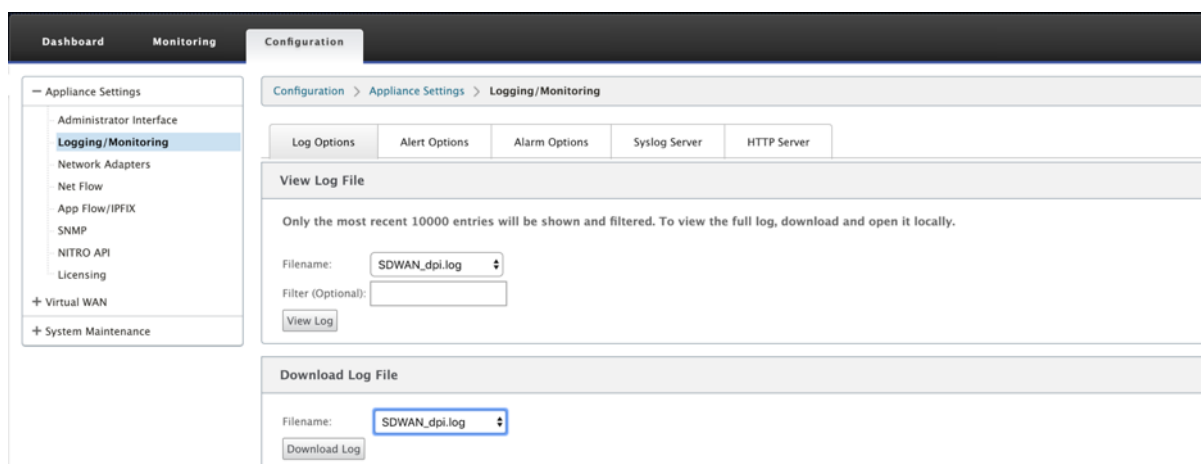 Dashboard Monitoring Configuration
− Appliance Settings
Administrator Interface
Logging/Monitoring
Network Adapters
Net Flow
App Flow/IPFIX
SNMP
NITRO API
Licensing
+ Virtual WAN
+ System Maintenance
Configuration > Appliance Settings > Logging/Monitoring
Log Options Alert Options Alarm Options Syslog Server HTTP Server
View Log File
Only the most recent 10000 entries will be shown and filtered. To view the full log, download and open it locally.
Filename: SDWAN_dpi.log
Filter (Optional):
View Log
Download Log File
Filename: SDWAN_dpi.log
Download Log